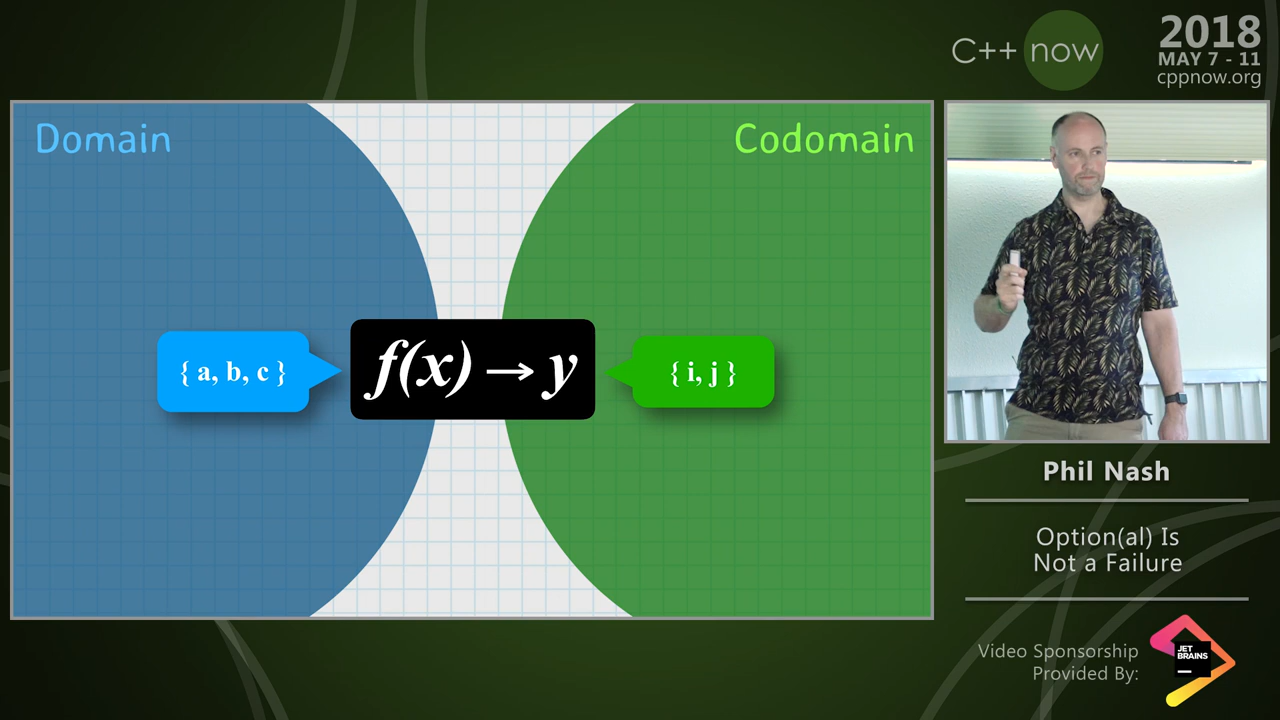 C++ now
2018
MAY 7 - 11
cppnow.org
Domain
Codomain
{ a, b, c }
f(x) → y
{ i, j }
Phil Nash
Option(al) Is
Not a Failure
Video Sponsorship
Provided By:
JET
BRAINS